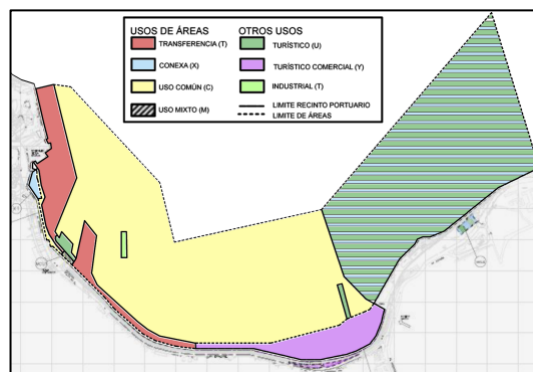 USOS DE ÁREAS
TRANSFERENCIA (T)
CONEXA (X)
USO COMÚN (C)
USO MIXTO (M)
OTROS USOS
TURÍSTICO (U)
TURÍSTICO COMERCIAL (Y)
INDUSTRIAL (T)
LIMITE RECINTO PORTUARIO
LIMITE DE ÁREAS